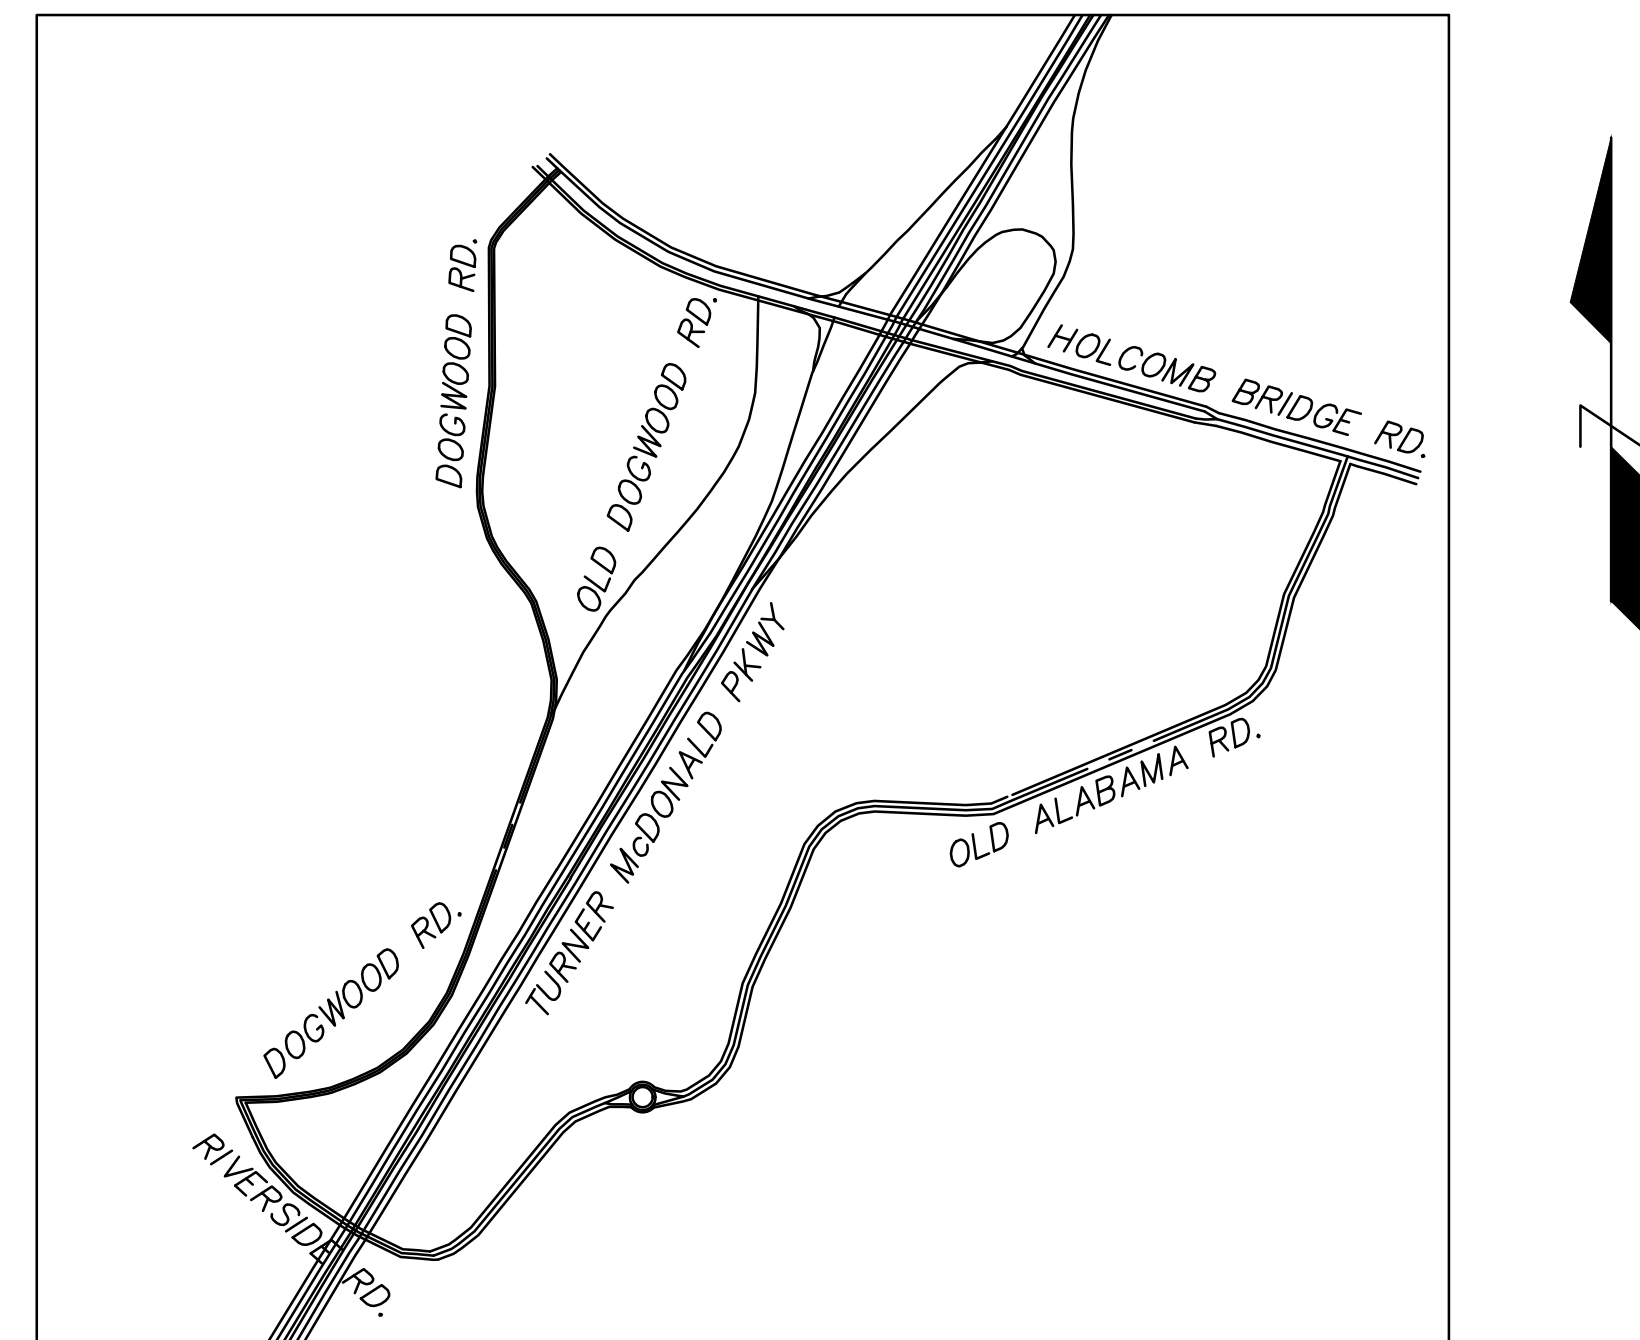 DOGWOOD RD.
OLD DOGWOOD RD.
HOLCOMB BRIDGE RD.
TURNER McDONALD PKWY
OLD ALABAMA RD.
DOGWOOD RD.
RIVERSIDE RD.